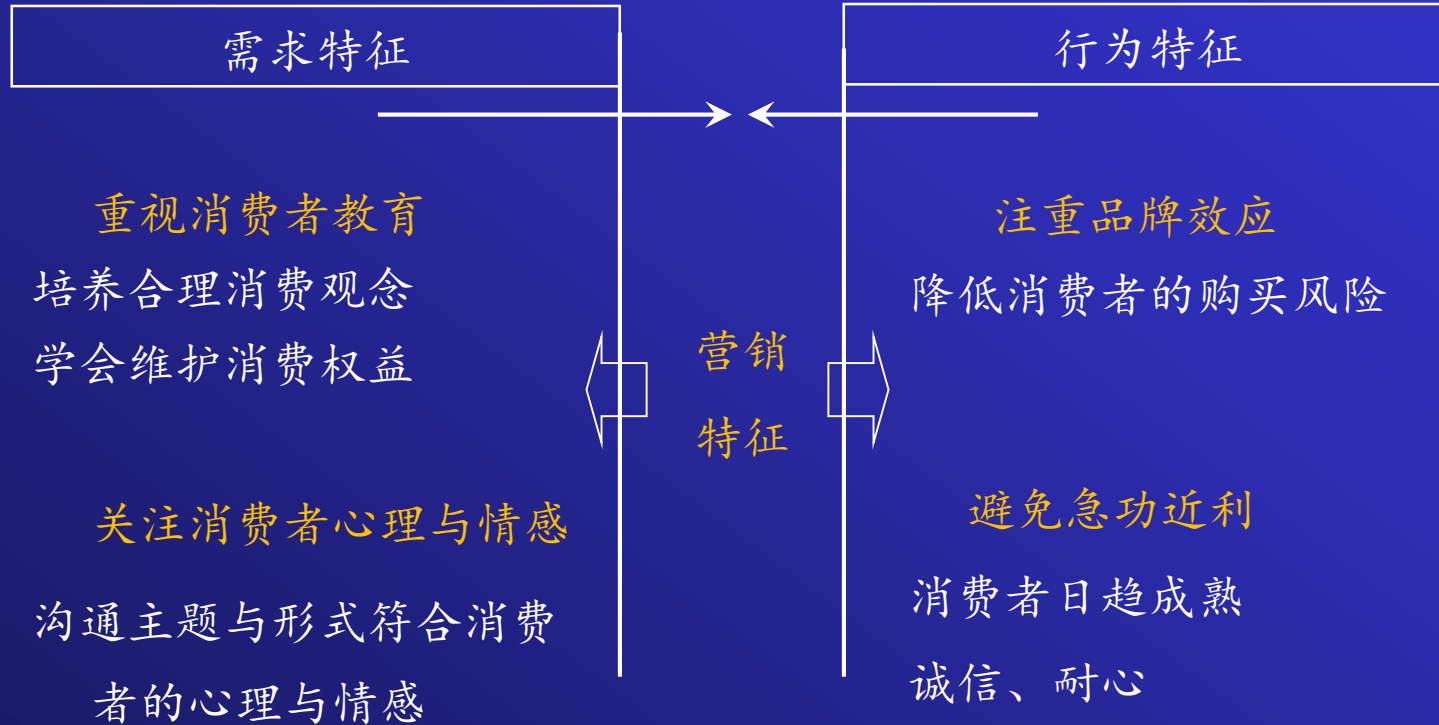 需求特征
重视消费者教育
培养合理消费观念
学会维护消费权益
关注消费者心理与情感
沟通主题与形式符合消费
者的心理与情感
营销
特征
行为特征
注重品牌效应
降低消费者的购买风险
避免急功近利
消费者日趋成熟
诚信、耐心